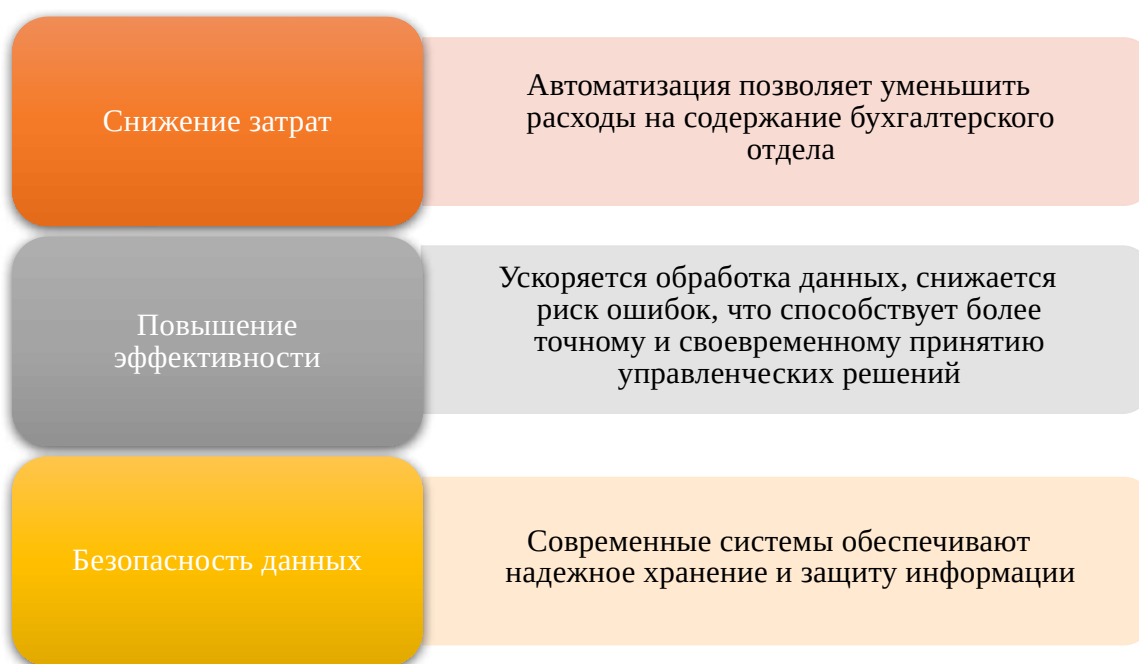 Снижение затрат
Автоматизация позволяет уменьшить
расходы на содержание бухгалтерского
отдела
Повышение
эффективности
Ускоряется обработка данных, снижается
риск ошибок, что способствует более
точному и своевременному принятию
управленческих решений
Безопасность данных
Современные системы обеспечивают
надежное хранение и защиту информации